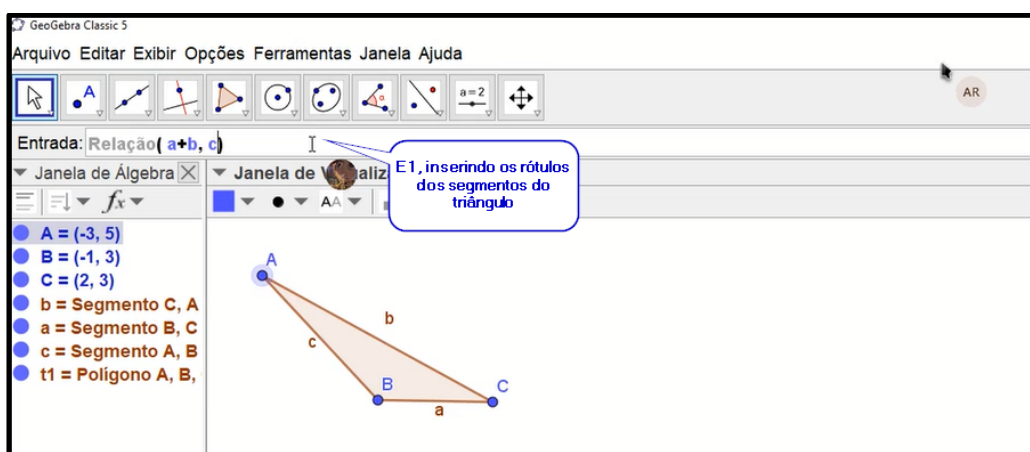 GeoGebra Classic 5
Arquivo Editar Exibir Opções Ferramentas Janela Ajuda
A
a=2
AR
Entrada: Relação( a+b, c)
E1, inserindo os rótulos
dos segmentos do
triângulo
Janela de Álgebra
Janela de
fx
AA
A = (-3, 5)
B = (-1, 3)
C = (2, 3)
b = Segmento C, A
a = Segmento B, C
c = Segmento A, B
t1 = Polígono A, B,
A
b
c
B
C
a